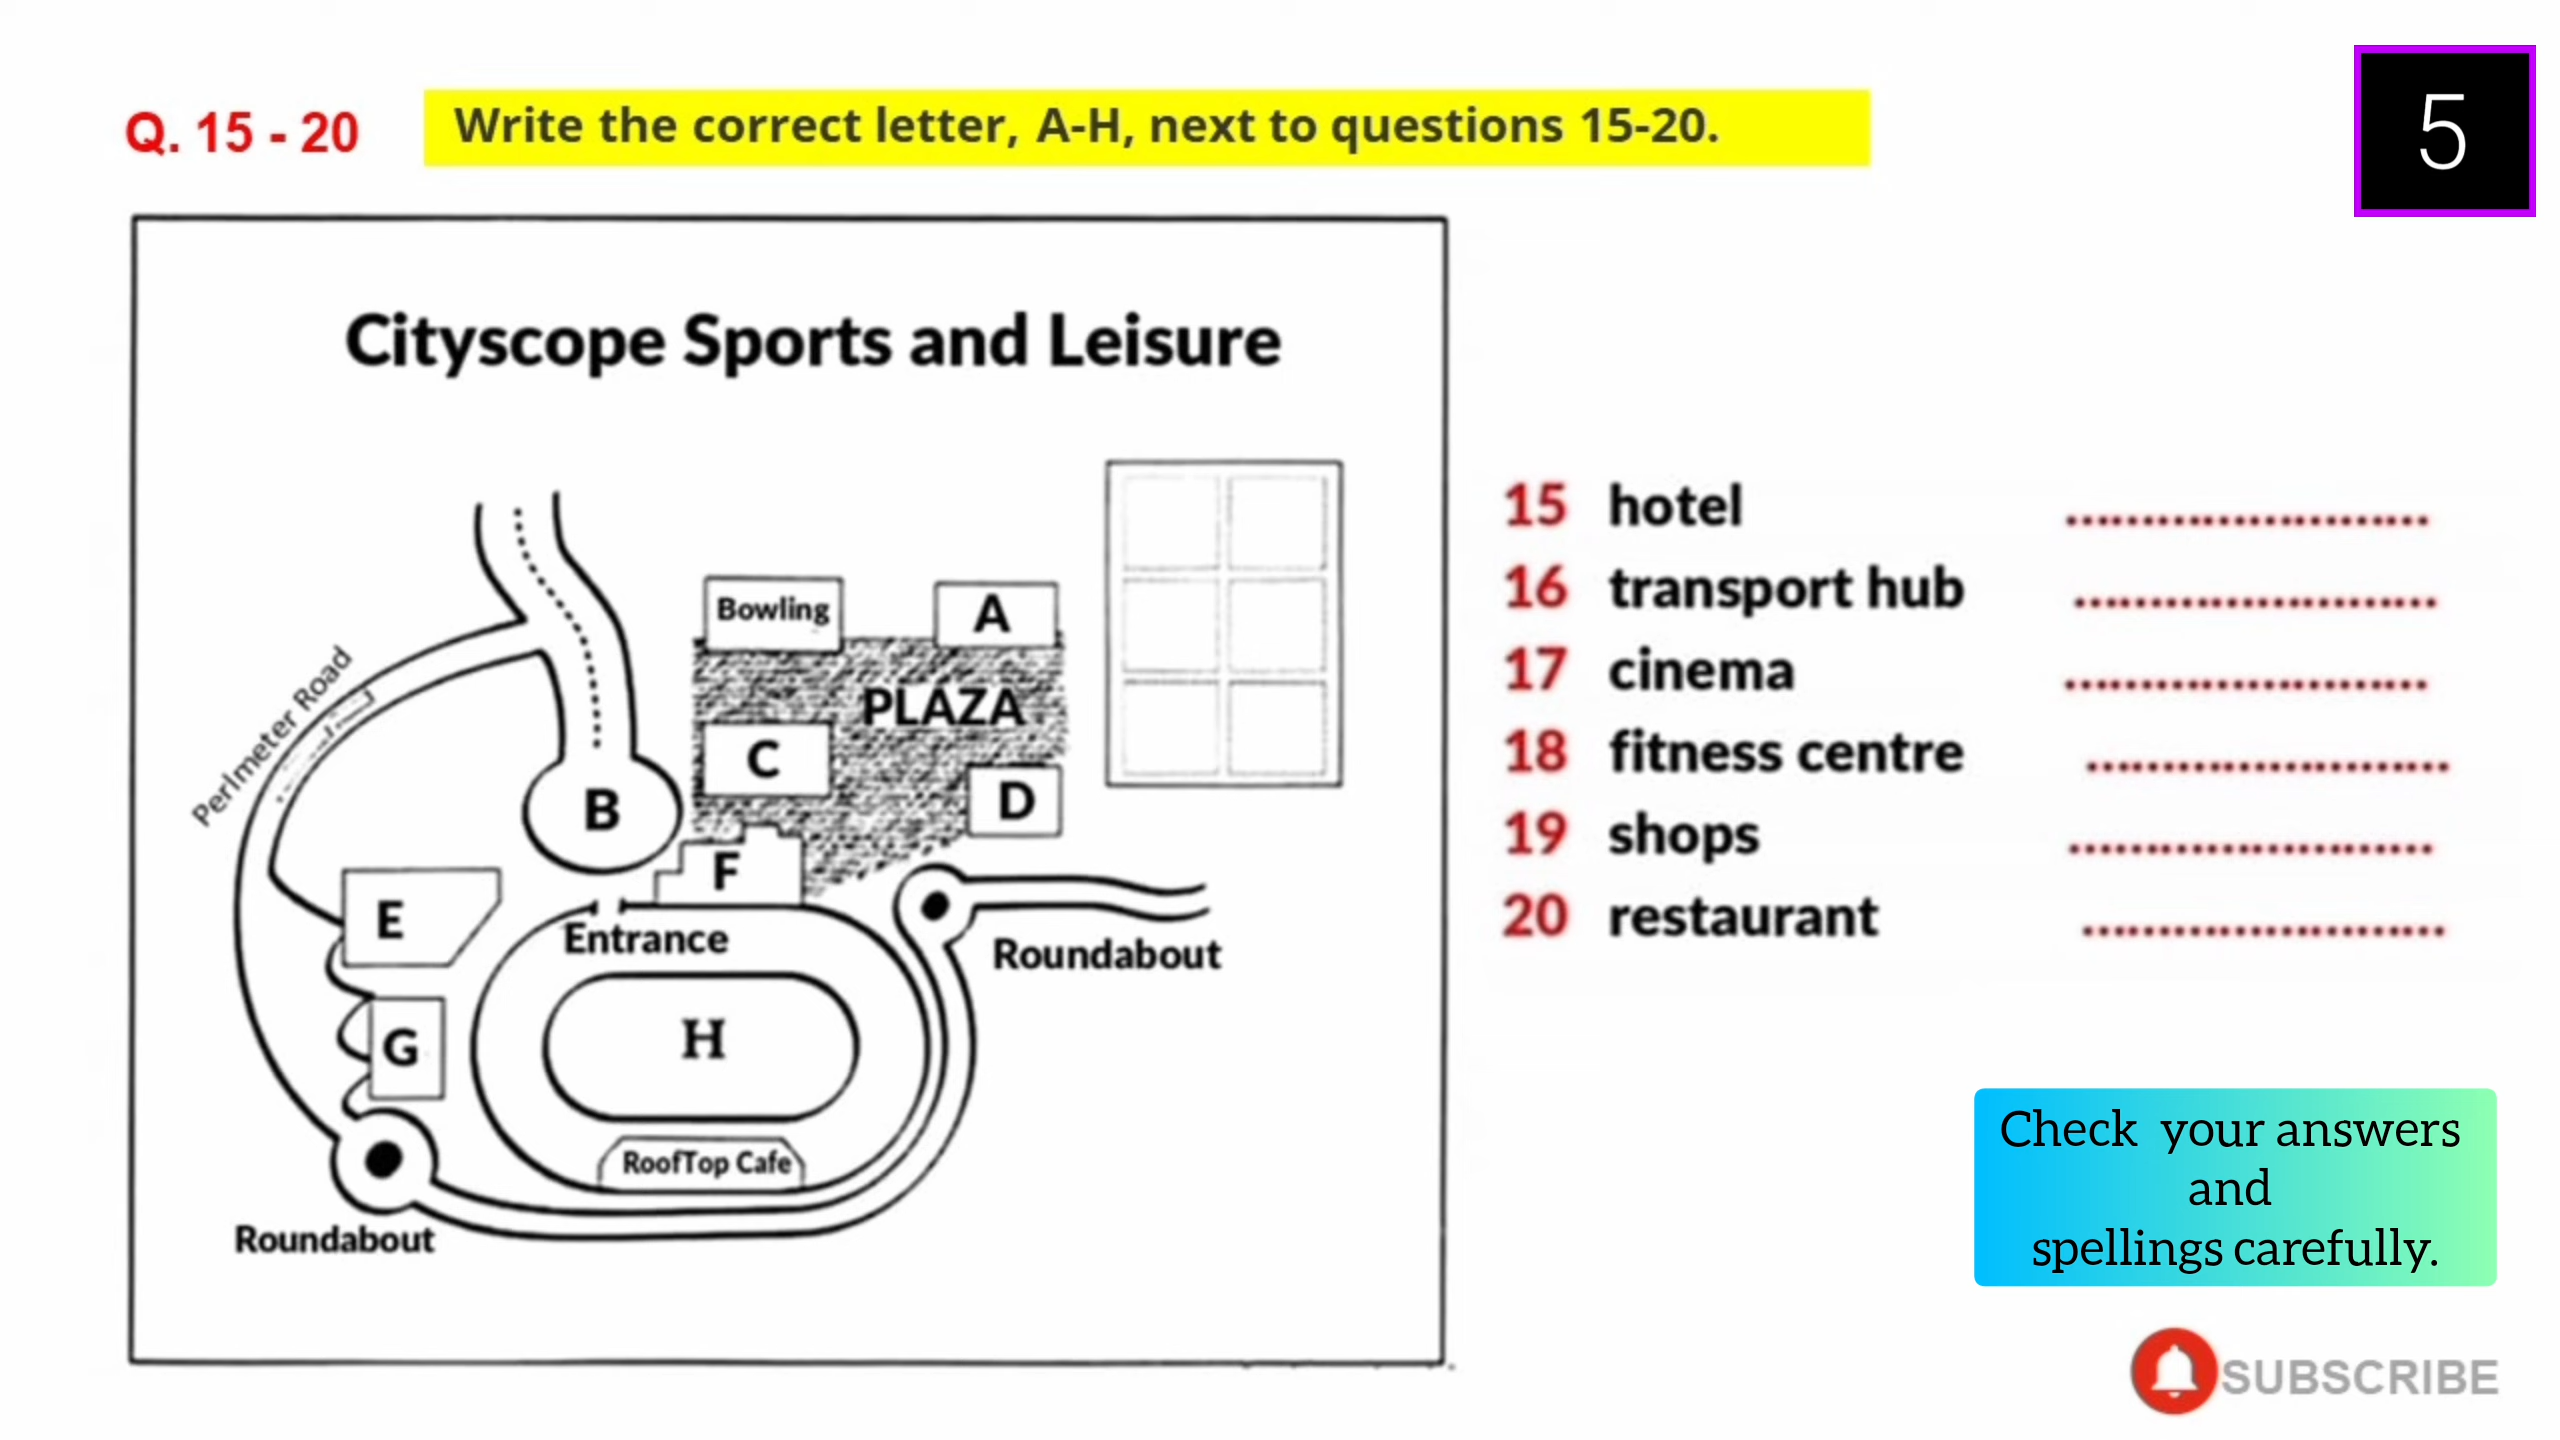 Q. 15 - 20
Write the correct letter, A-H, next to questions 15-20.
5
Cityscope Sports and Leisure
Bowling
A
PLAZA
Perimeter Road
C
D
B
F
E
Entrance
Roundabout
H
G
RoofTop Cafe
Roundabout
15 hotel ........................
16 transport hub ........................
17 cinema ........................
18 fitness centre ........................
19 shops ........................
20 restaurant ........................
Check your answers
and
spellings carefully.
SUBSCRIBE